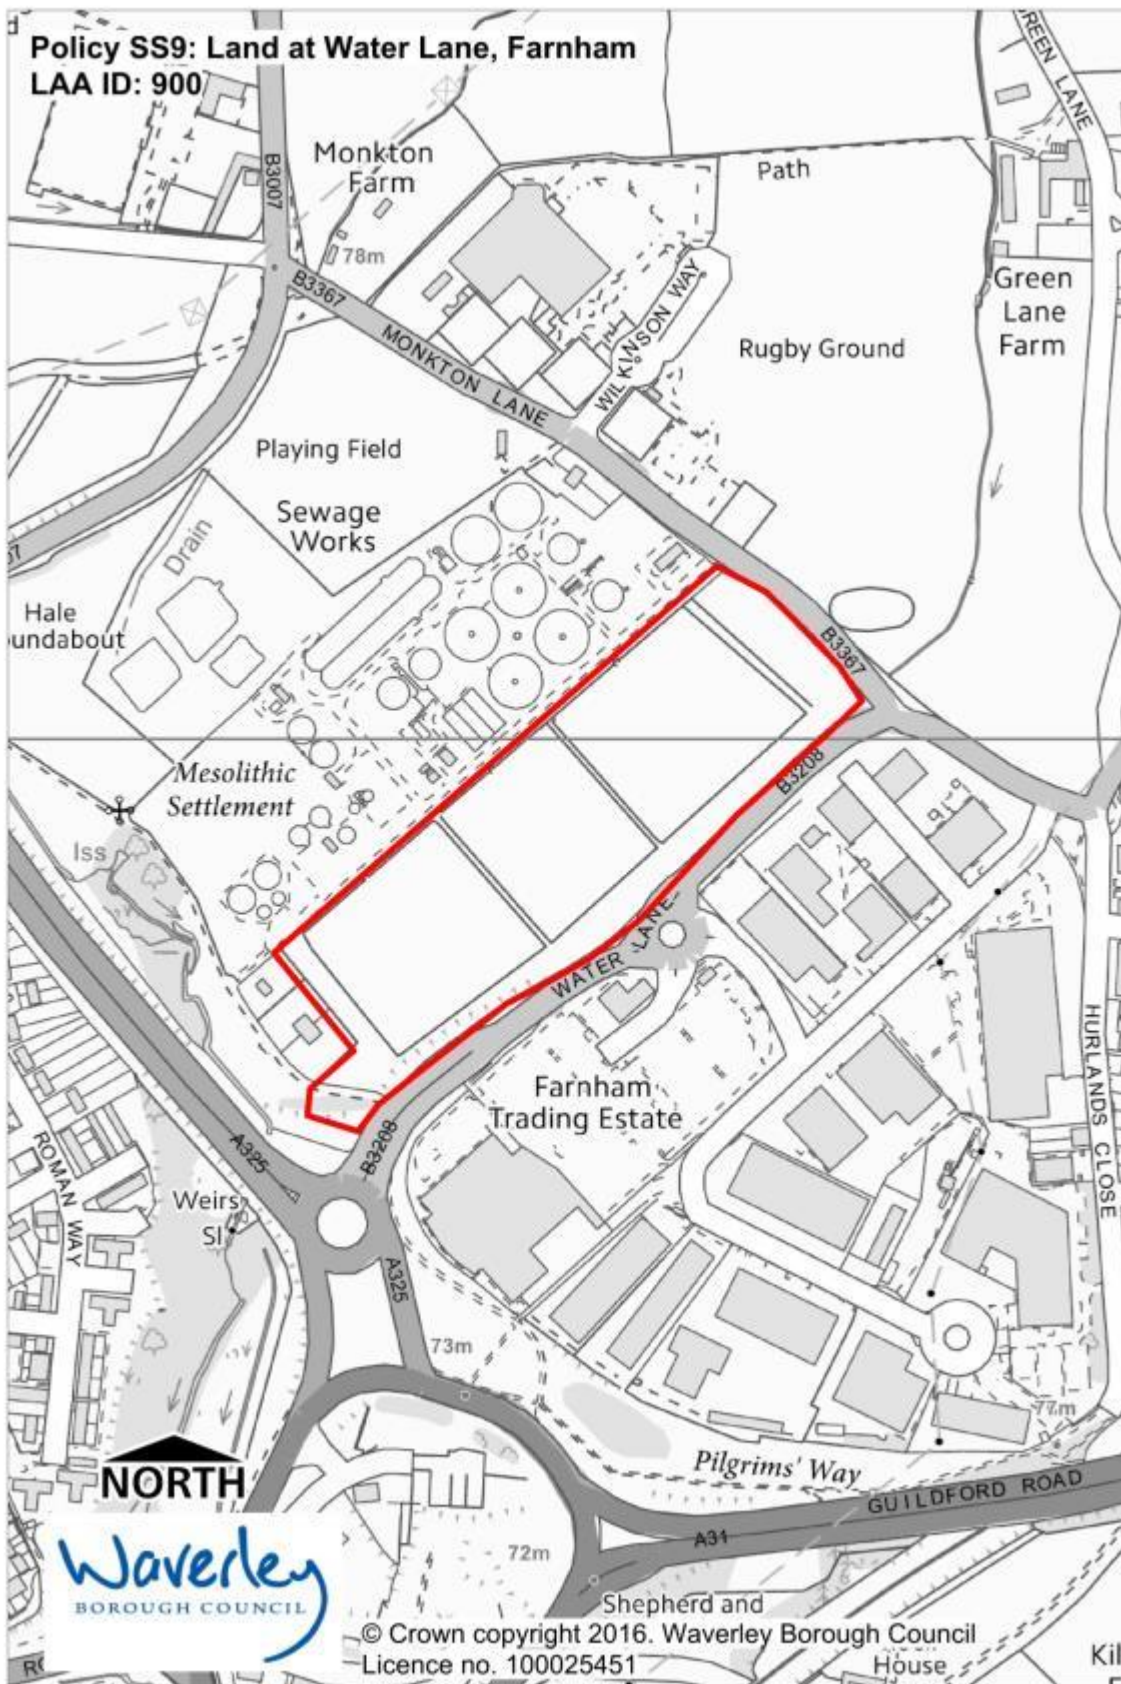 Policy SS9: Land at Water Lane, Farnham
LAA ID: 900
GREEN LANE
B3007
Monkton
Farm
Path
78m
B3367
MONKTON LANE
WILKINSON WAY
Green
Lane
Farm
Rugby Ground
Playing Field
Sewage
Works
Drain
Hale
oundabout
B3367
B3208
Mesolithic
Settlement
Iss
WATER LANE
Farnham
Trading Estate
HURLANDS CLOSE
ROMAN WAY
A325
B3208
Weirs
Sl
A325
73m
77m
Pilgrims' Way
GUILDFORD ROAD
A31
NORTH
72m
Waverley
BOROUGH COUNCIL
Shepherd and
© Crown copyright 2016. Waverley Borough Council
Licence no. 100025451
House
Kil